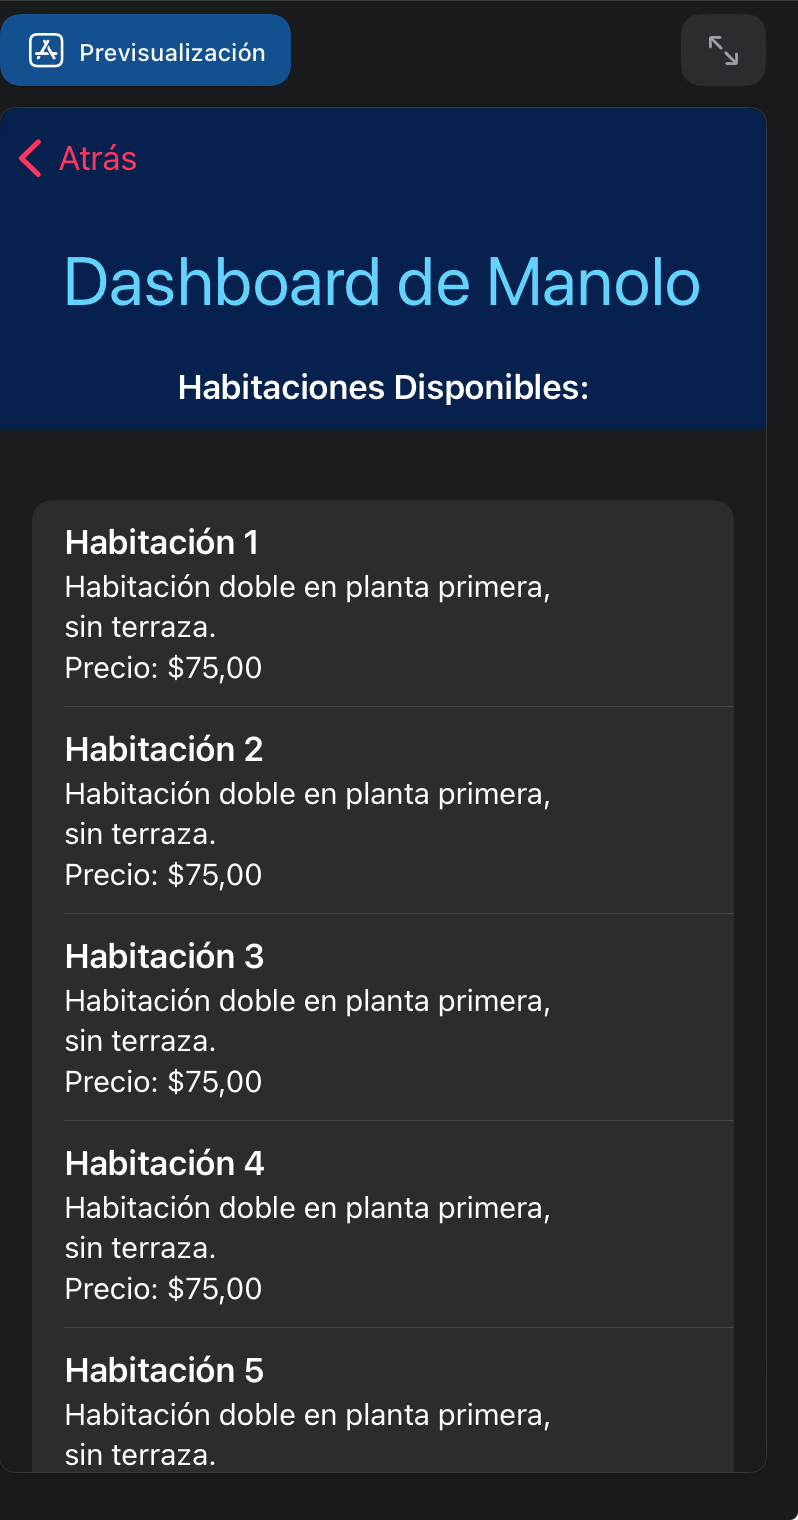 Previsualización
Atrás
Dashboard de Manolo
Habitaciones Disponibles:
Habitación 1
Habitación doble en planta primera,
sin terraza.
Precio: $75,00
Habitación 2
Habitación doble en planta primera,
sin terraza.
Precio: $75,00
Habitación 3
Habitación doble en planta primera,
sin terraza.
Precio: $75,00
Habitación 4
Habitación doble en planta primera,
sin terraza.
Precio: $75,00
Habitación 5
Habitación doble en planta primera,
sin terraza.